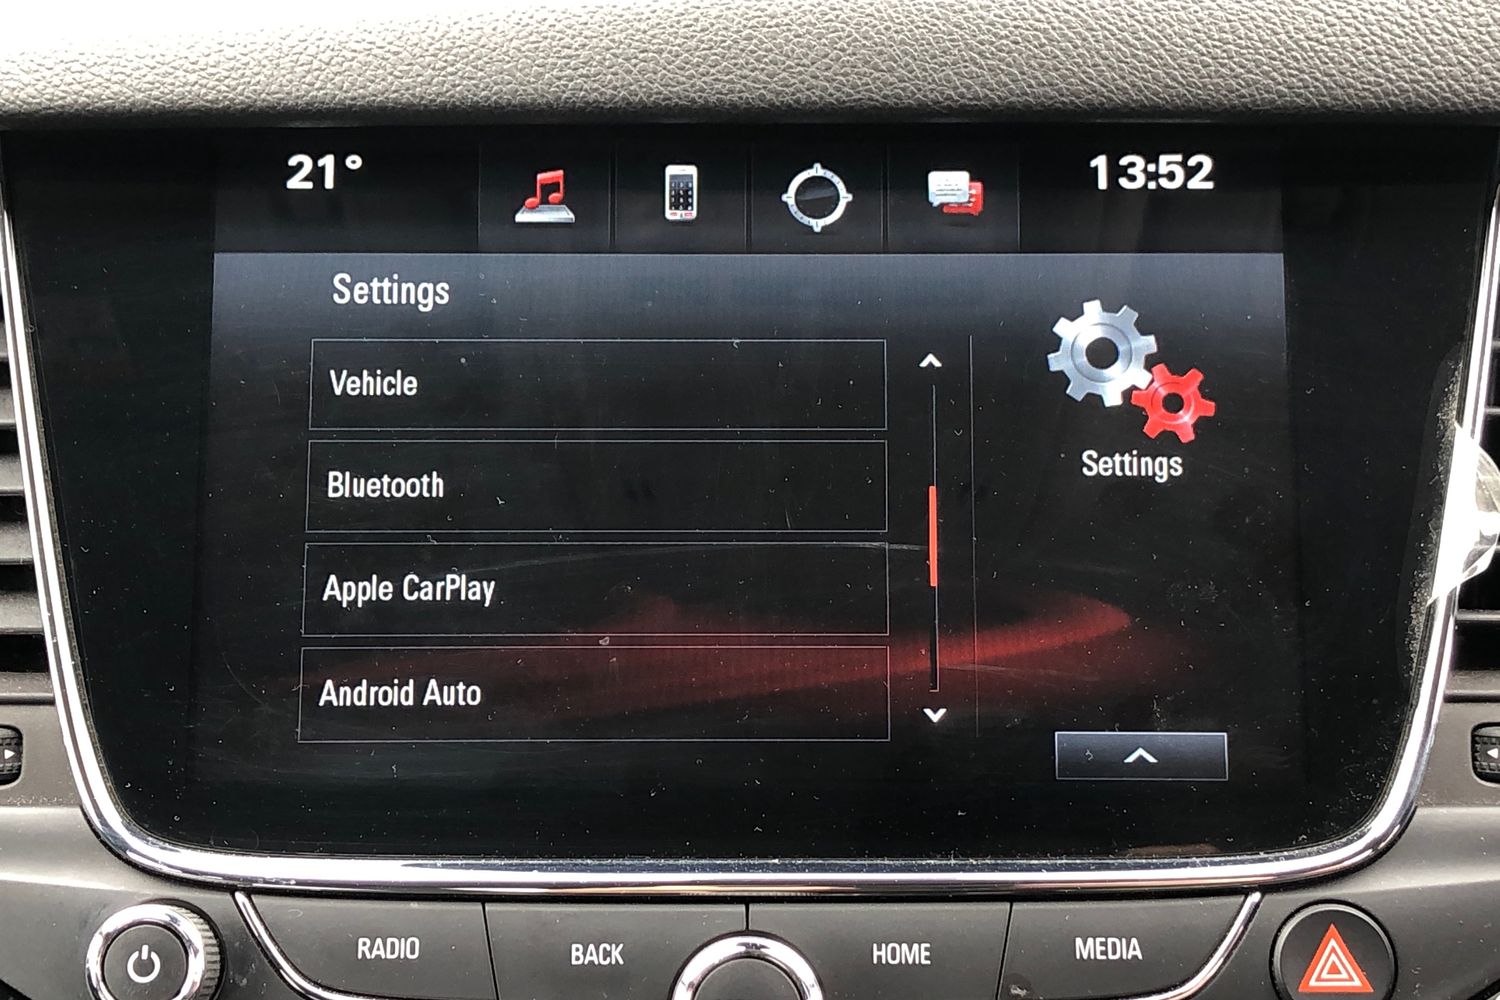 21°
13:52
Settings
Vehicle
Bluetooth
Apple CarPlay
Android Auto
Settings
RADIO
BACK
HOME
MEDIA